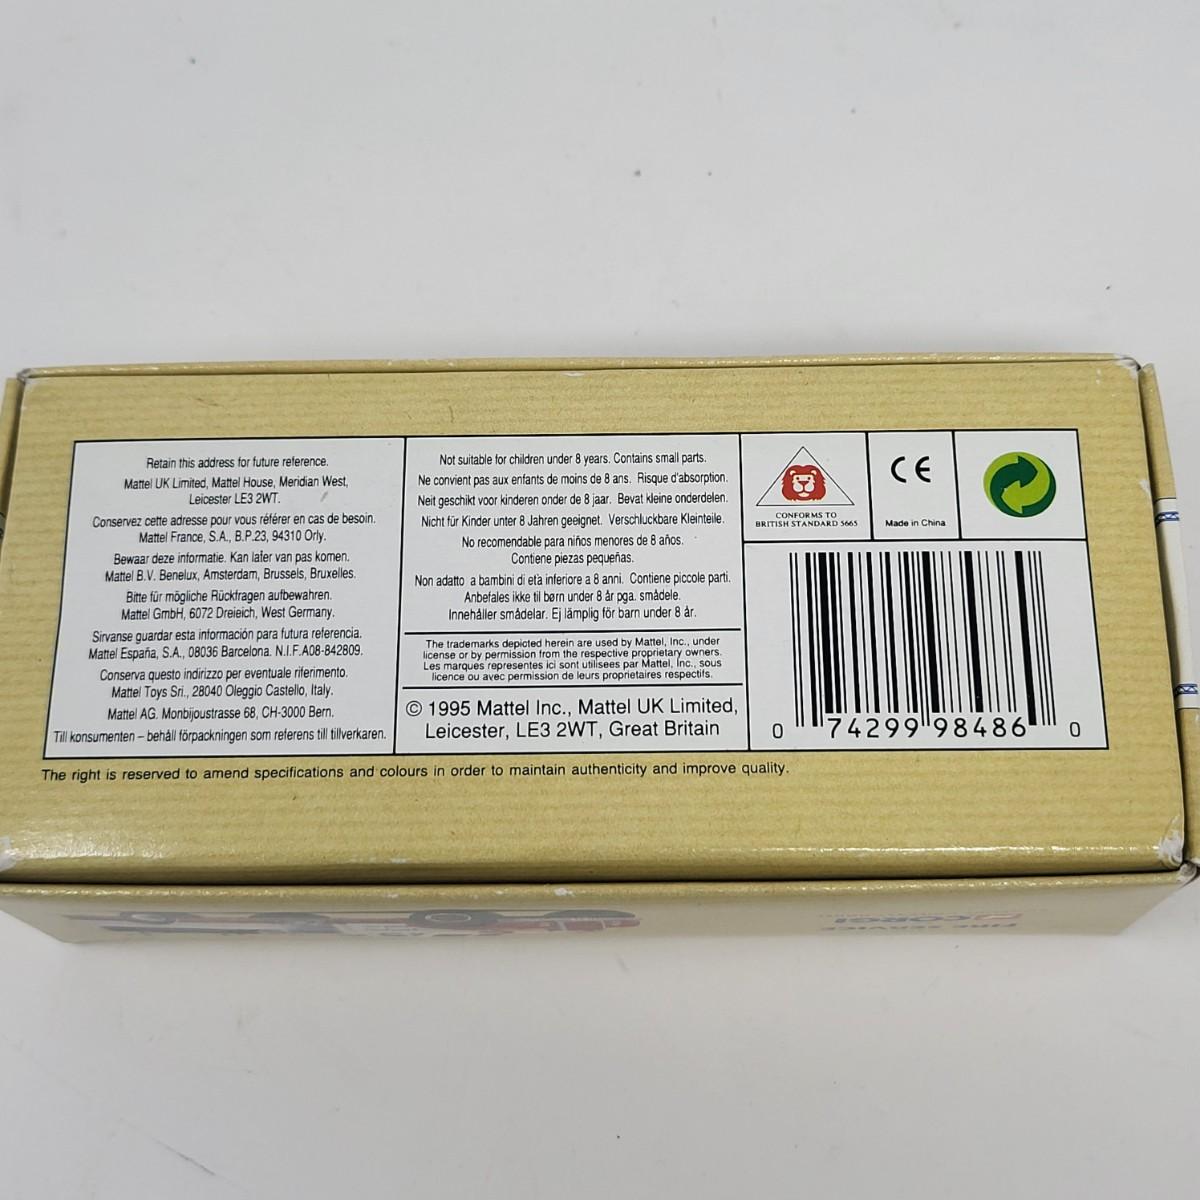 Retain this address for future reference.
Mattel UK Limited, Mattel House, Meridian West,
Leicester LE3 2WT.
Conservez cette adresse pour vous référer en cas de besoin.
Mattel France, S.A., B.P.23, 94310 Orly.
Bewaar deze informatie. Kan later van pas komen.
Mattel B.V. Benelux, Amsterdam, Brussels, Bruxelles.
Bitte für mögliche Rückfragen aufbewahren.
Mattel GmbH, 6072 Dreieich, West Germany.
Sirvanse guardar esta información para futura referencia.
Mattel España, S.A., 08036 Barcelona. N.I.F.A08-842809.
Conserva questo indirizzo per eventuale riferimento.
Mattel Toys Sri., 28040 Oleggio Castello, Italy.
Mattel AG. Monbijoustrasse 68, CH-3000 Bern.
Till konsumenten – behåll förpackningen som referens till tillverkaren.
Not suitable for children under 8 years. Contains small parts.
Ne convient pas aux enfants de moins de 8 ans. Risque d'absorption.
Neit geschikt voor kinderen onder de 8 jaar. Bevat kleine onderdelen.
Nicht für Kinder unter 8 Jahren geeignet. Verschluckbare Kleinteile.
No recomendable para niños menores de 8 años.
Contiene piezas pequeñas.
Non adatto a bambini di età inferiore a 8 anni. Contiene piccole parti.
Anbefales ikke til børn under 8 år pga. smådele.
Innehåller smådelar. Ej lämplig för barn under 8 år.
The trademarks depicted herein are used by Mattel, Inc., under
license or by permission from the respective proprietary owners.
Les marques representes ici sont utilisees par Mattel, Inc., sous
licence ou avec permission de leurs proprietaires respectifs.
© 1995 Mattel Inc., Mattel UK Limited,
Leicester, LE3 2WT, Great Britain
CONFORMS TO
BRITISH STANDARD 5665
CE
Made in China
0 74299 98486 0
The right is reserved to amend specifications and colours in order to maintain authenticity and improve quality.
CORGI
FIRE SERVICE